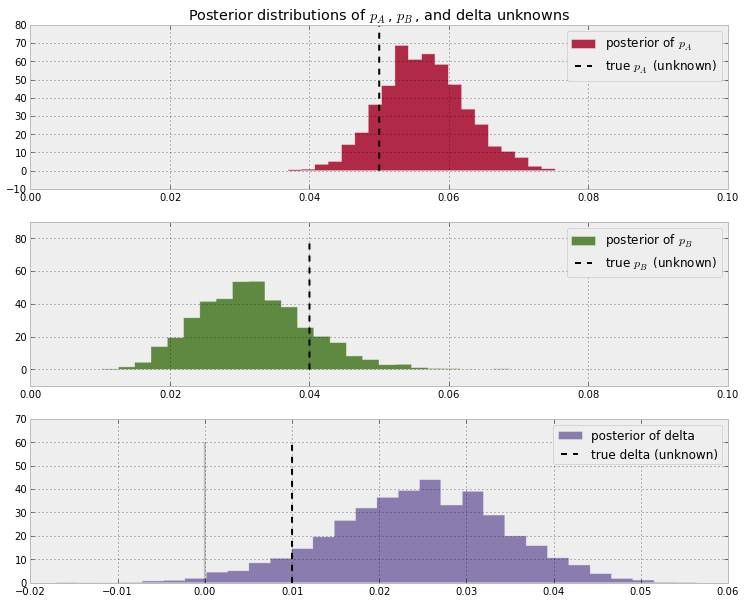 Posterior distributions of p_A, p_B, and delta unknowns
80
70
60
50
40
30
20
10
0
−10
posterior of p_A
true p_A (unknown)
0.00 0.02 0.04 0.06 0.08 0.10
80
60
40
20
0
posterior of p_B
true p_B (unknown)
0.00 0.02 0.04 0.06 0.08 0.10
70
60
50
40
30
20
10
0
posterior of delta
true delta (unknown)
−0.02 −0.01 0.00 0.01 0.02 0.03 0.04 0.05 0.06